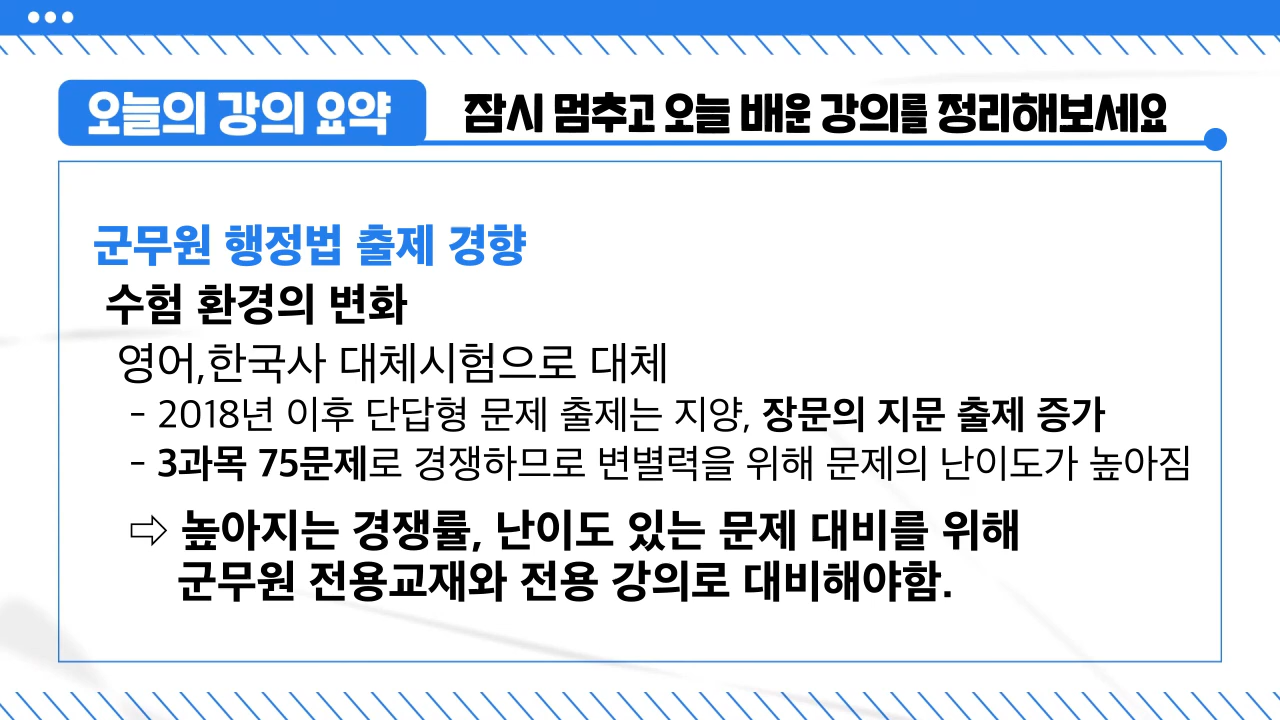 오늘의 강의 요약 잠시 멈추고 오늘 배운 강의를 정리해보세요
군무원 행정법 출제 경향
수험 환경의 변화
영어,한국사 대체시험으로 대체
- 2018년 이후 단답형 문제 출제는 지양, 장문의 지문 출제 증가
- 3과목 75문제로 경쟁하므로 변별력을 위해 문제의 난이도가 높아짐
⇨ 높아지는 경쟁률, 난이도 있는 문제 대비를 위해
군무원 전용교재와 전용 강의로 대비해야함.